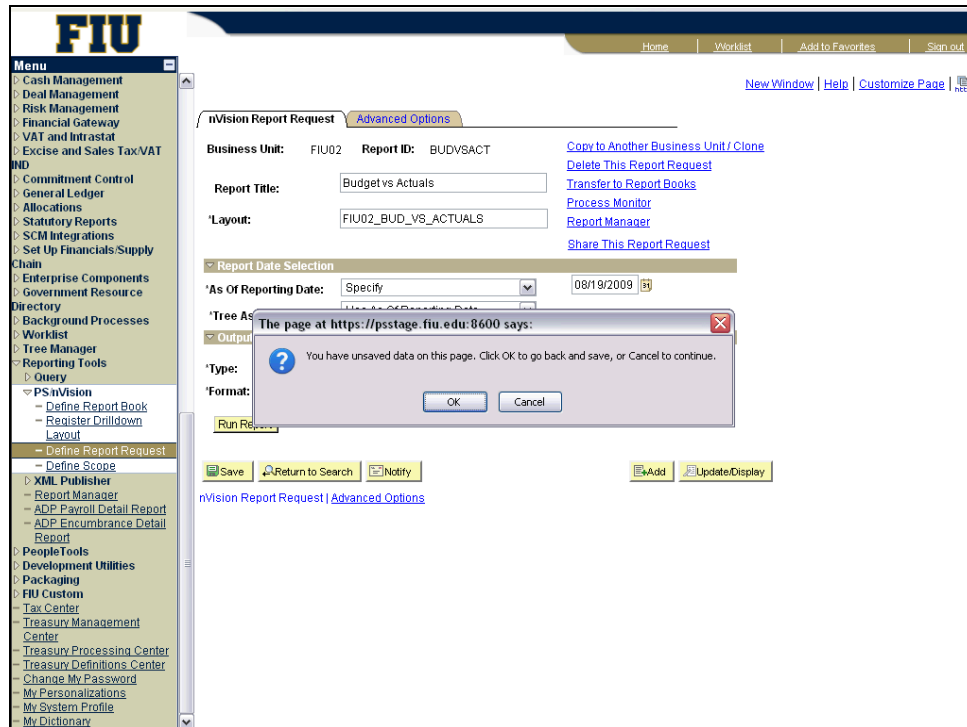 FIU
Home | Worklist | Add to Favorites | Sign out
Menu
Cash Management
Deal Management
Risk Management
Financial Gateway
VAT and Intrastat
Excise and Sales Tax/VAT
IND
Commitment Control
General Ledger
Allocations
Statutory Reports
SCM Integrations
Set Up Financials/Supply
Chain
Enterprise Components
Government Resource
Directory
Background Processes
Worklist
Tree Manager
Reporting Tools
Query
PS/nVision
Define Report Book
Register Drilldown
Layout
Define Report Request
Define Scope
XML Publisher
Report Manager
ADP Payroll Detail Report
ADP Encumbrance Detail
Report
PeopleTools
Development Utilities
Packaging
FIU Custom
Tax Center
Treasury Management
Center
Treasury Processing Center
Treasury Definitions Center
Change My Password
My Personalizations
My System Profile
My Dictionary
New Window | Help | Customize Page |
nVision Report Request Advanced Options
Business Unit: FIU02 Report ID: BUDVSACT
Copy to Another Business Unit / Clone
Delete This Report Request
Report Title: Budget vs Actuals
Transfer to Report Books
Process Monitor
*Layout: FIU02_BUD_VS_ACTUALS
Report Manager
Share This Report Request
Report Date Selection
*As Of Reporting Date: Specify 08/19/2009
*Tree As
The page at https://psstage.fiu.edu:8600 says:
Output
You have unsaved data on this page. Click OK to go back and save, or Cancel to continue.
*Type:
*Format:
OK Cancel
Run Report
Save Return to Search Notify Add Update/Display
nVision Report Request | Advanced Options